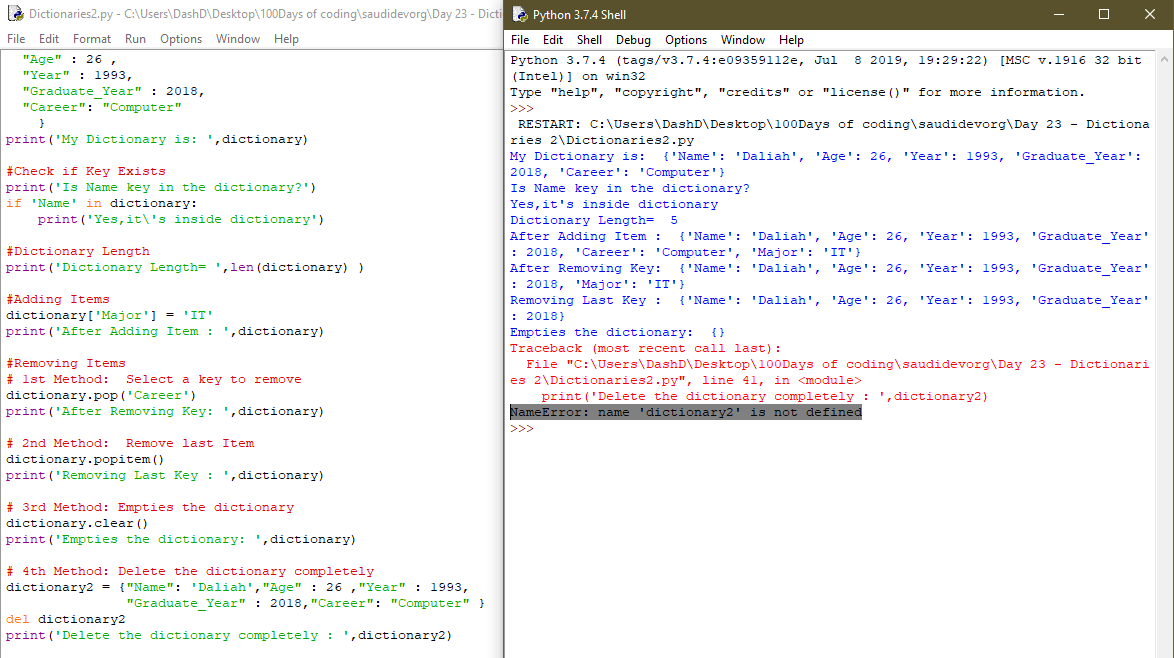 Dictionaries2.py - C:\Users\DashD\Desktop\100Days of coding\saudidevorg\Day 23 - Dicti
File Edit Format Run Options Window Help
"Age" : 26 ,
"Year" : 1993,
"Graduate_Year" : 2018,
"Career": "Computer"
}
print('My Dictionary is: ',dictionary)
#Check if Key Exists
print('Is Name key in the dictionary?')
if 'Name' in dictionary:
print('Yes,it\'s inside dictionary')
#Dictionary Length
print('Dictionary Length= ',len(dictionary) )
#Adding Items
dictionary['Major'] = 'IT'
print('After Adding Item : ',dictionary)
#Removing Items
# 1st Method:  Select a key to remove
dictionary.pop('Career')
print('After Removing Key: ',dictionary)
# 2nd Method:  Remove last Item
dictionary.popitem()
print('Removing Last Key : ',dictionary)
# 3rd Method: Empties the dictionary
dictionary.clear()
print('Empties the dictionary: ',dictionary)
# 4th Method: Delete the dictionary completely
dictionary2 = {"Name": 'Daliah',"Age" : 26 ,"Year" : 1993,
"Graduate_Year" : 2018,"Career": "Computer" }
del dictionary2
print('Delete the dictionary completely : ',dictionary2)
Python 3.7.4 Shell
File Edit Shell Debug Options Window Help
Python 3.7.4 (tags/v3.7.4:e09359112e, Jul  8 2019, 19:29:22) [MSC v.1916 32 bit
(Intel)] on win32
Type "help", "copyright", "credits" or "license()" for more information.
>>>
RESTART: C:\Users\DashD\Desktop\100Days of coding\saudidevorg\Day 23 - Dictiona
ries 2\Dictionaries2.py
My Dictionary is:  {'Name': 'Daliah', 'Age': 26, 'Year': 1993, 'Graduate_Year':
2018, 'Career': 'Computer'}
Is Name key in the dictionary?
Yes,it's inside dictionary
Dictionary Length=  5
After Adding Item :  {'Name': 'Daliah', 'Age': 26, 'Year': 1993, 'Graduate_Year'
: 2018, 'Career': 'Computer', 'Major': 'IT'}
After Removing Key:  {'Name': 'Daliah', 'Age': 26, 'Year': 1993, 'Graduate_Year'
: 2018, 'Major': 'IT'}
Removing Last Key :  {'Name': 'Daliah', 'Age': 26, 'Year': 1993, 'Graduate_Year'
: 2018}
Empties the dictionary:  {}
Traceback (most recent call last):
File "C:\Users\DashD\Desktop\100Days of coding\saudidevorg\Day 23 - Dictionari
es 2\Dictionaries2.py", line 41, in <module>
print('Delete the dictionary completely : ',dictionary2)
NameError: name 'dictionary2' is not defined
>>>